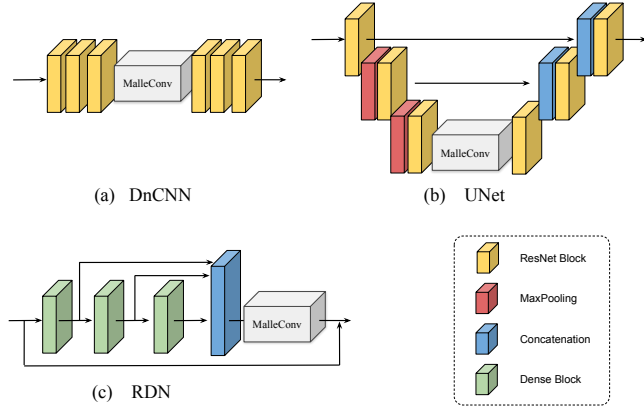 MalleConv
(a) DnCNN
MalleConv
(b) UNet
MalleConv
(c) RDN
ResNet Block
MaxPooling
Concatenation
Dense Block